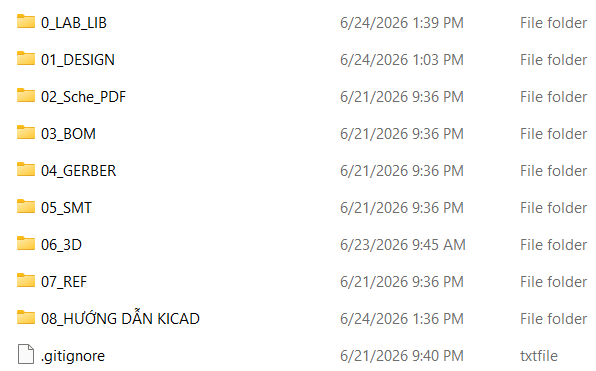 0_LAB_LIB 6/24/2026 1:39 PM File folder
01_DESIGN 6/24/2026 1:03 PM File folder
02_Sche_PDF 6/21/2026 9:36 PM File folder
03_BOM 6/21/2026 9:36 PM File folder
04_GERBER 6/21/2026 9:36 PM File folder
05_SMT 6/21/2026 9:36 PM File folder
06_3D 6/23/2026 9:45 AM File folder
07_REF 6/21/2026 9:36 PM File folder
08_HƯỚNG DẪN KICAD 6/24/2026 1:36 PM File folder
.gitignore 6/21/2026 9:40 PM txtfile